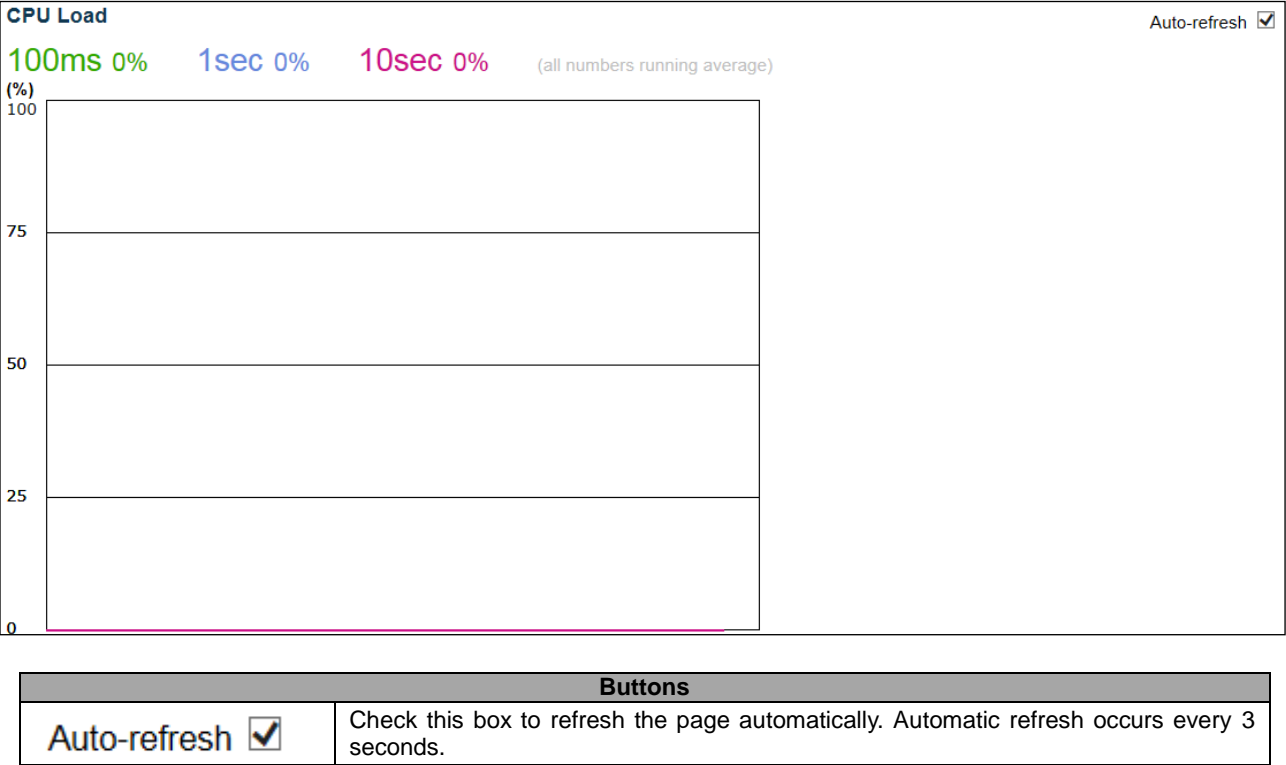 CPU Load
Auto-refresh
100ms 0% 1sec 0% 10sec 0% (all numbers running average)
(%)
100
75
50
25
0
Buttons
Auto-refresh
Check this box to refresh the page automatically. Automatic refresh occurs every 3
seconds.